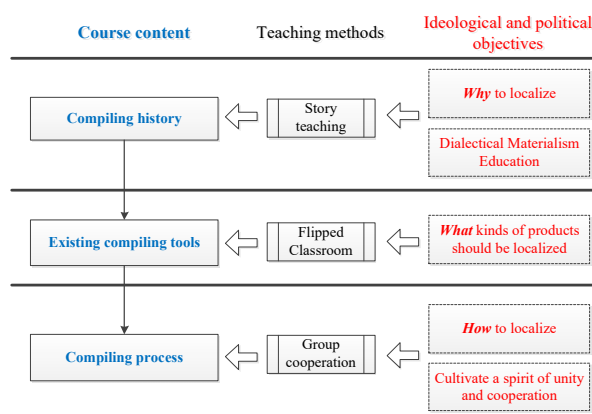 Course content
Teaching methods
Ideological and political
objectives
Compiling history
Story
teaching
Why to localize
Dialectical Materialism
Education
Existing compiling tools
Flipped
Classroom
What kinds of products
should be localized
Compiling process
Group
cooperation
How to localize
Cultivate a spirit of unity
and cooperation